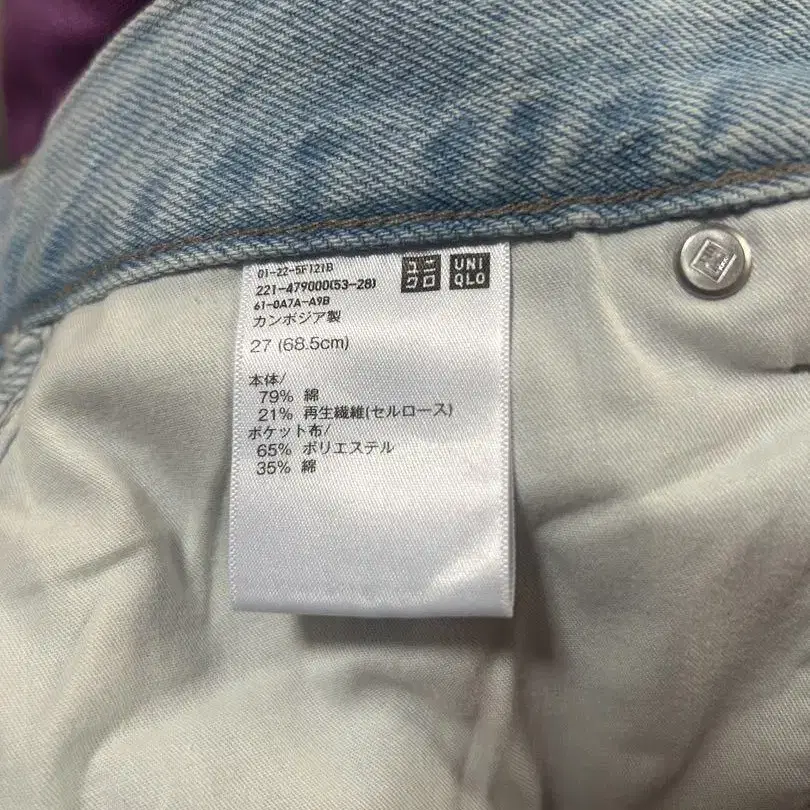 01-22-5F121B
221-479000(53-28)
61-0A7A-A9B
ユニクロ
UNIQLO
カンボジア製
27 (68.5cm)
本体/
79% 綿
21% 再生繊維(セルロース)
ポケット布/
65% ポリエステル
35% 綿